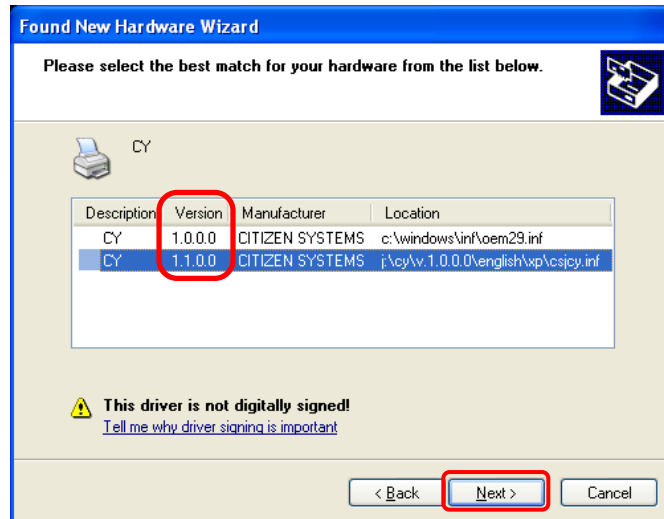 Found New Hardware Wizard
Please select the best match for your hardware from the list below.
CY
Description Version Manufacturer Location
CY 1.0.0.0 CITIZEN SYSTEMS c:\windows\inf\oem29.inf
CY 1.1.0.0 CITIZEN SYSTEMS j:\cy\v.1.0.0.0\english\xp\csjcy.inf
This driver is not digitally signed!
Tell me why driver signing is important
< Back Next > Cancel